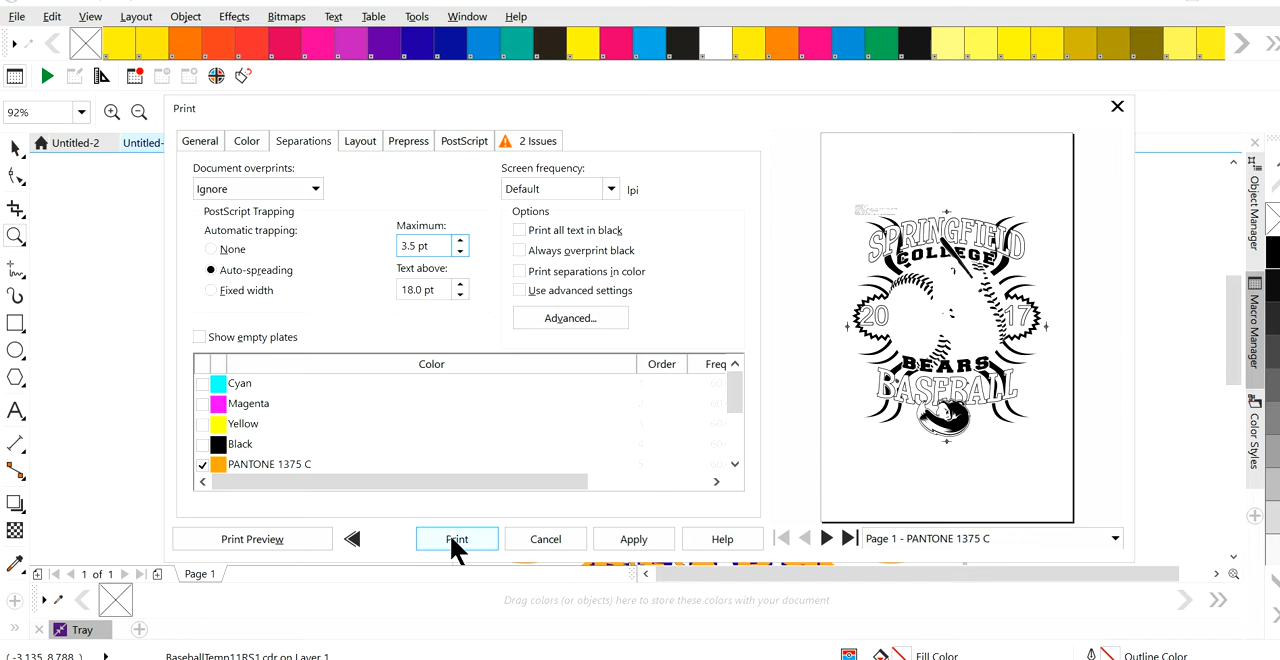 File Edit View Layout Object Effects Bitmaps Text Table Tools Window Help
92%
Untitled-2 Untitled-
Print
General Color Separations Layout Prepress PostScript 2 Issues
Document overprints: Screen frequency:
Ignore Default lpi
PostScript Trapping Options
Automatic trapping: Maximum: Print all text in black
None 3.5 pt Always overprint black
Auto-spreading Text above: Print separations in color
Fixed width 18.0 pt Use advanced settings
Advanced...
Show empty plates
Color Order Freq
Cyan
Magenta
Yellow
Black
PANTONE 1375 C
SPRINGFIELD
COLLEGE
20 17
BEARS
BASEBALL
Print Preview Print Cancel Apply Help Page 1 - PANTONE 1375 C
Object Manager
Macro Manager
Color Styles
1 of 1 Page 1
Drag colors (or objects) here to store these colors with your document
Tray
(-3.135, 8.788 ) BaseballTemp11RS1.cdr on Layer 1 Fill Color Outline Color